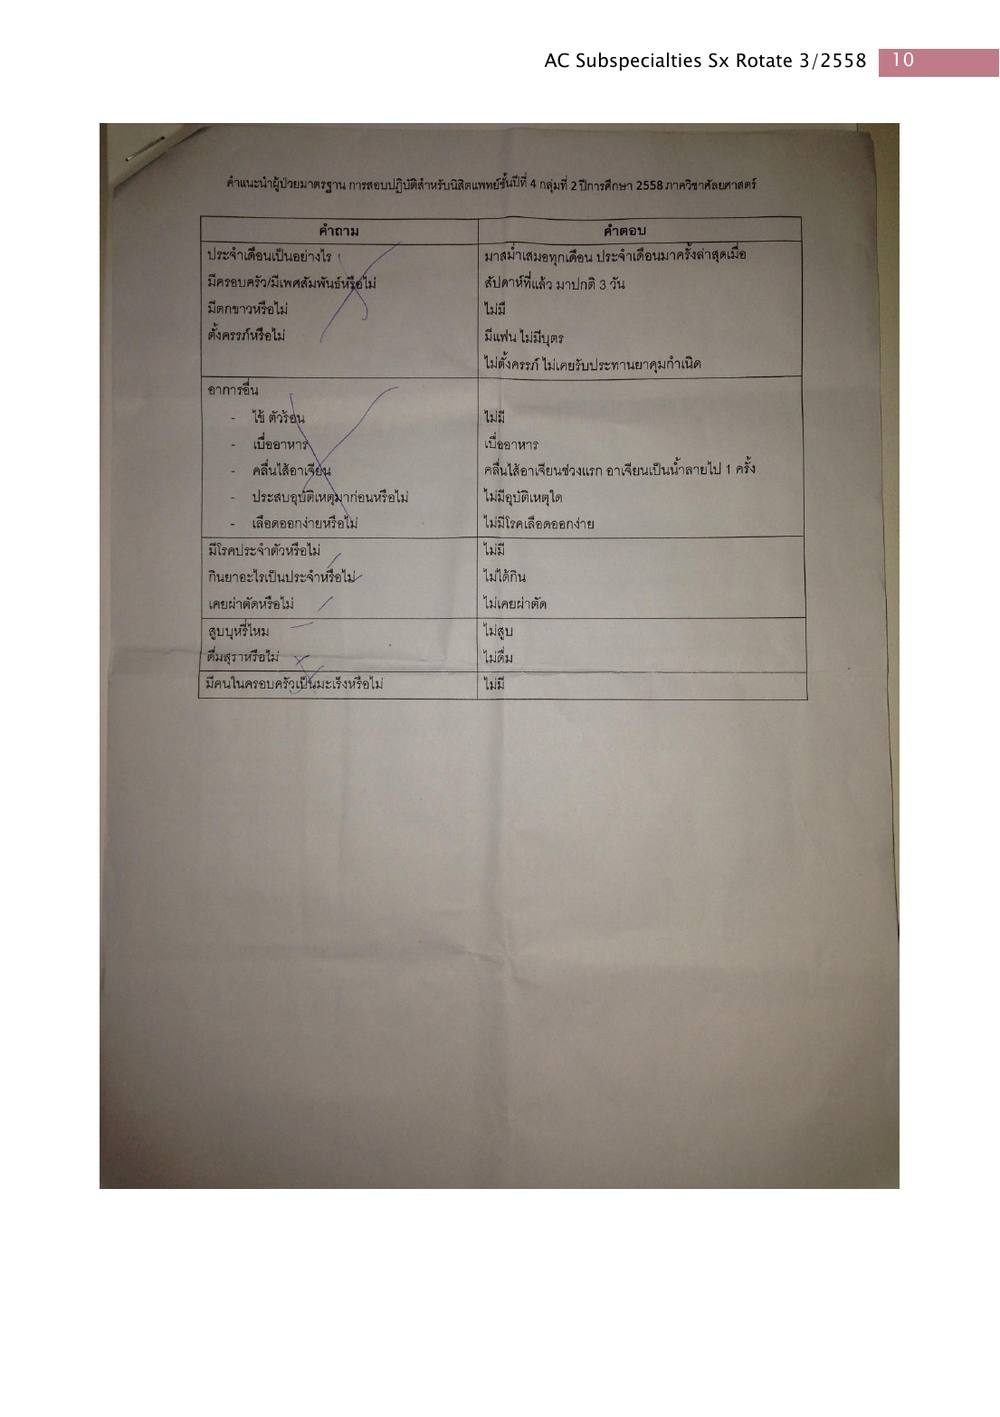 AC Subspecialties Sx Rotate 3/2558 10
คำแนะนำผู้ป่วยมาตรฐาน การสอบปฏิบัติสำหรับนิสิตแพทย์ชั้นปีที่ 4 กลุ่มที่ 2 ปีการศึกษา 2558 ภาควิชาศัลยศาสตร์
คำถาม คำตอบ
ประจำเดือนเป็นอย่างไร มาสม่ำเสมอทุกเดือน ประจำเดือนมาครั้งล่าสุดเมื่อ
มีครอบครัว/มีเพศสัมพันธ์หรือไม่ สัปดาห์ที่แล้ว มาปกติ 3 วัน
มีตกขาวหรือไม่ ไม่มี
ตั้งครรภ์หรือไม่ มีแฟน ไม่มีบุตร
ไม่ตั้งครรภ์ ไม่เคยรับประทานยาคุมกำเนิด
อาการอื่น
- ไข้ ตัวร้อน ไม่มี
- เบื่ออาหาร เบื่ออาหาร
- คลื่นไส้อาเจียน คลื่นไส้อาเจียนช่วงแรก อาเจียนเป็นน้ำลายไป 1 ครั้ง
- ประสบอุบัติเหตุมาก่อนหรือไม่ ไม่มีอุบัติเหตุใด
- เลือดออกง่ายหรือไม่ ไม่มีโรคเลือดออกง่าย
มีโรคประจำตัวหรือไม่ ไม่มี
กินยาอะไรเป็นประจำหรือไม่ ไม่ได้กิน
เคยผ่าตัดหรือไม่ ไม่เคยผ่าตัด
สูบบุหรี่ไหม ไม่สูบ
ดื่มสุราหรือไม่ ไม่ดื่ม
มีคนในครอบครัวเป็นมะเร็งหรือไม่ ไม่มี